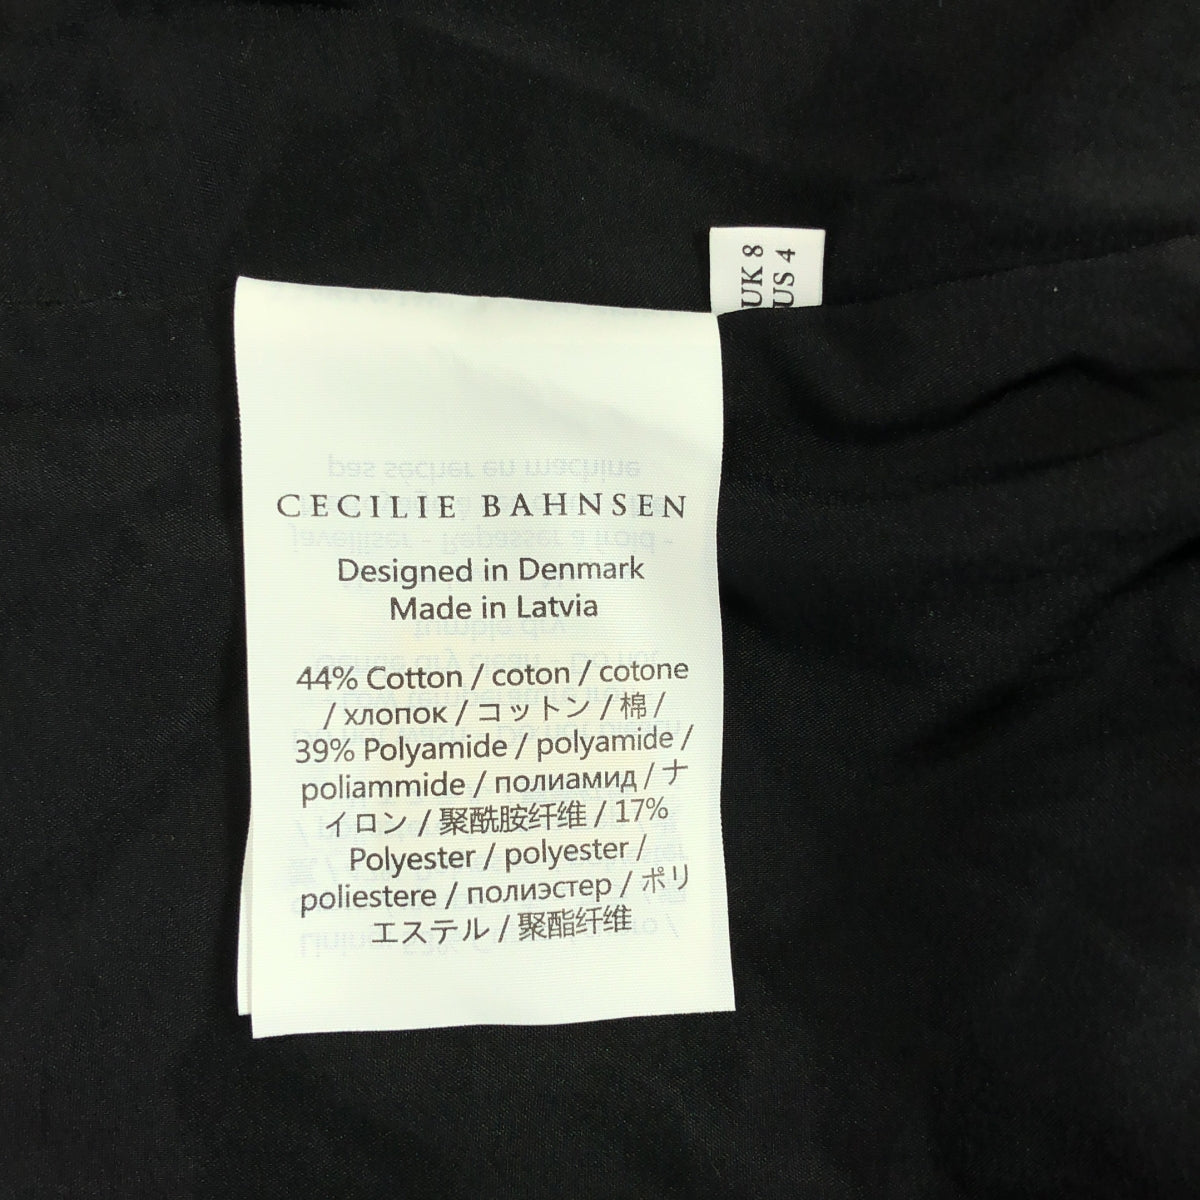 UK 8
US 4
CECILIE BAHNSEN
Designed in Denmark
Made in Latvia
44% Cotton / coton / cotone
/ хлопок / コットン / 棉 /
39% Polyamide / polyamide /
poliammide / полиамид / ナ
イロン / 聚酰胺纤维 / 17%
Polyester / polyester /
poliestere / полиэстер / ポリ
エステル / 聚酯纤维